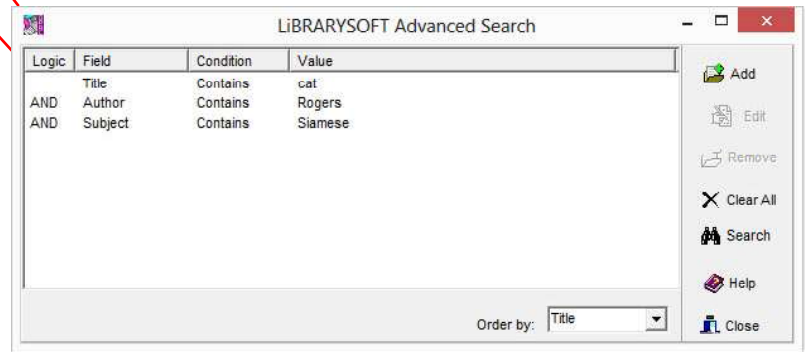 LiBRARYSOFT Advanced Search
Logic Field Condition Value
Title Contains cat
AND Author Contains Rogers
AND Subject Contains Siamese
Add
Edit
Remove
Clear All
Search
Help
Close
Order by: Title